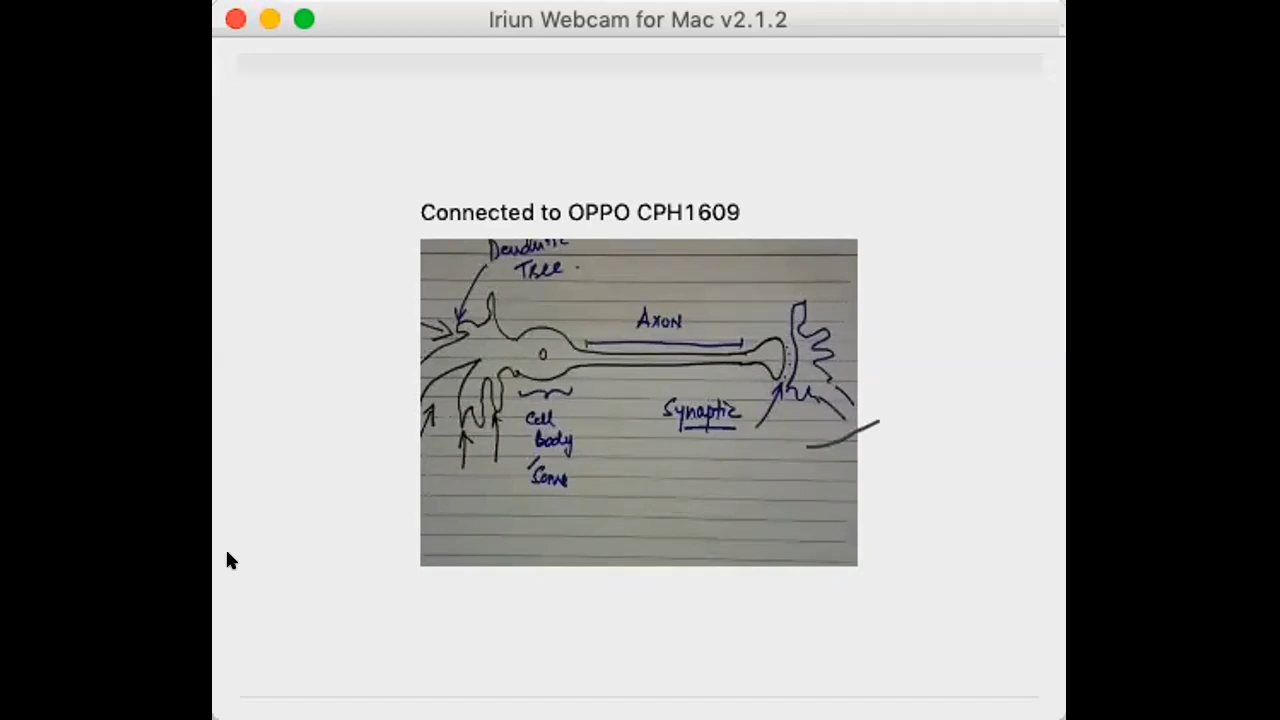 Iriun Webcam for Mac v2.1.2
Connected to OPPO CPH1609
Dendritic
Tree.
AXON
Synaptic
Cell
body
/Soma